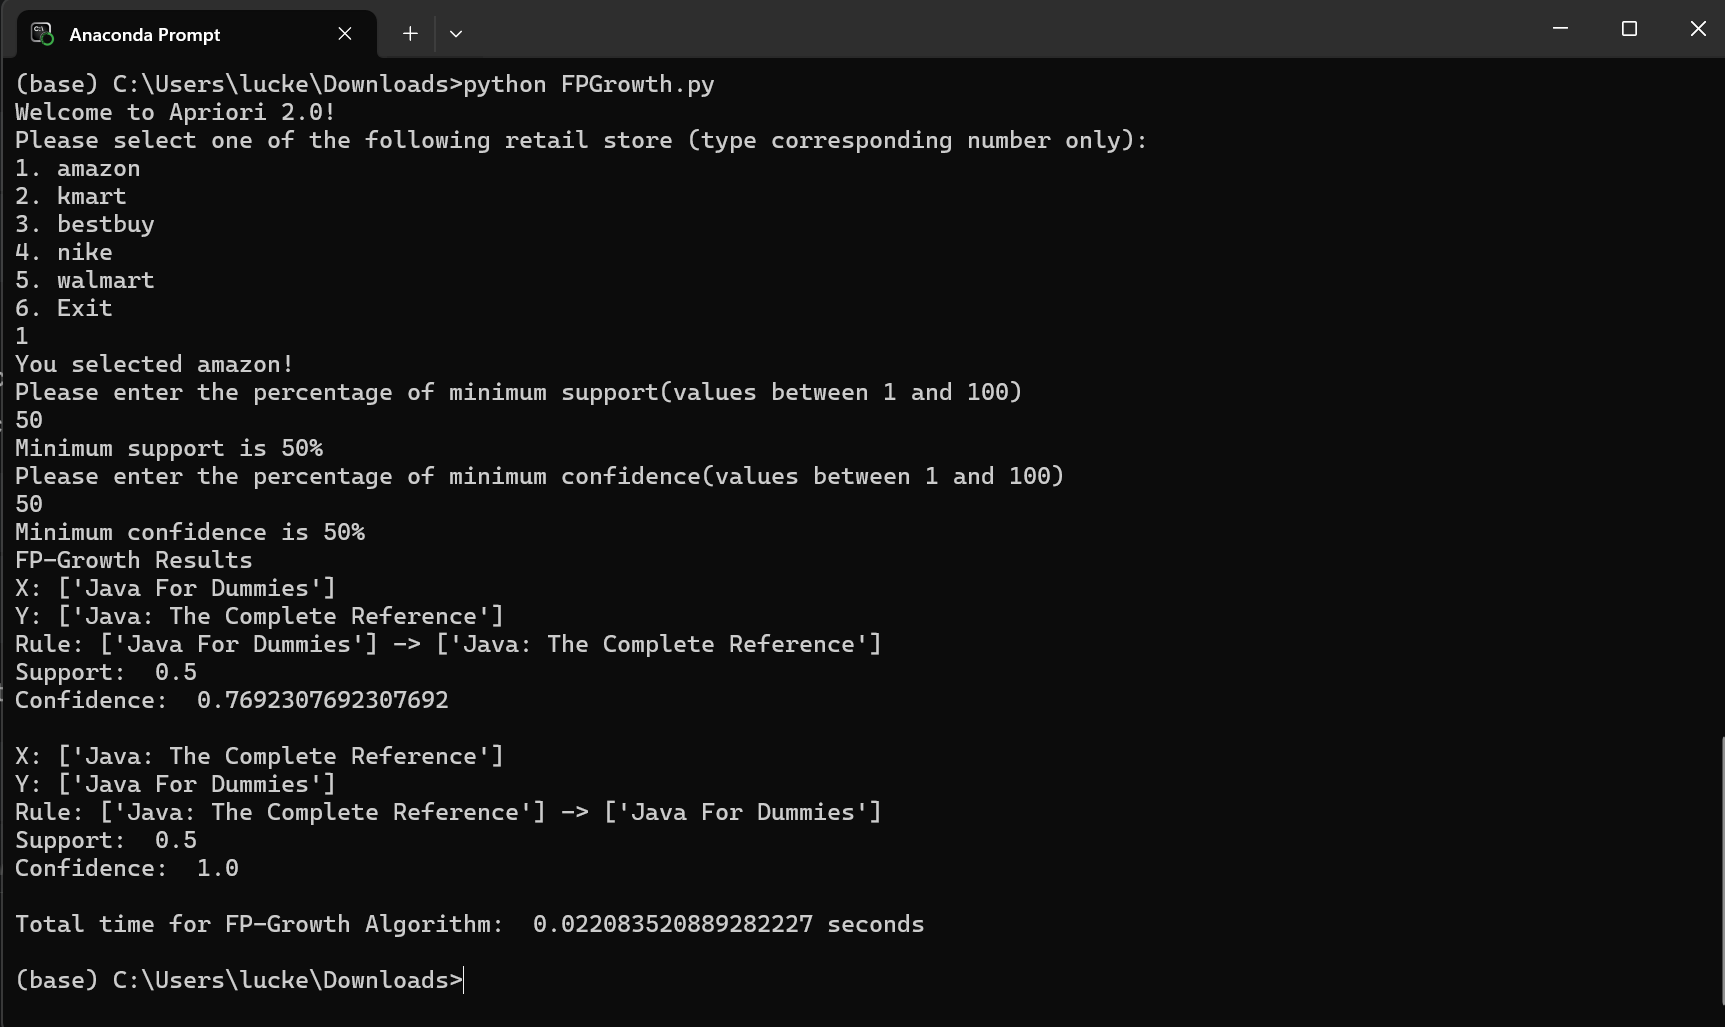 Anaconda Prompt
(base) C:\Users\lucke\Downloads>python FPGrowth.py
Welcome to Apriori 2.0!
Please select one of the following retail store (type corresponding number only):
1. amazon
2. kmart
3. bestbuy
4. nike
5. walmart
6. Exit
1
You selected amazon!
Please enter the percentage of minimum support(values between 1 and 100)
50
Minimum support is 50%
Please enter the percentage of minimum confidence(values between 1 and 100)
50
Minimum confidence is 50%
FP-Growth Results
X: ['Java For Dummies']
Y: ['Java: The Complete Reference']
Rule: ['Java For Dummies'] -> ['Java: The Complete Reference']
Support:  0.5
Confidence:  0.7692307692307692
X: ['Java: The Complete Reference']
Y: ['Java For Dummies']
Rule: ['Java: The Complete Reference'] -> ['Java For Dummies']
Support:  0.5
Confidence:  1.0
Total time for FP-Growth Algorithm:  0.022083520889282227 seconds
(base) C:\Users\lucke\Downloads>